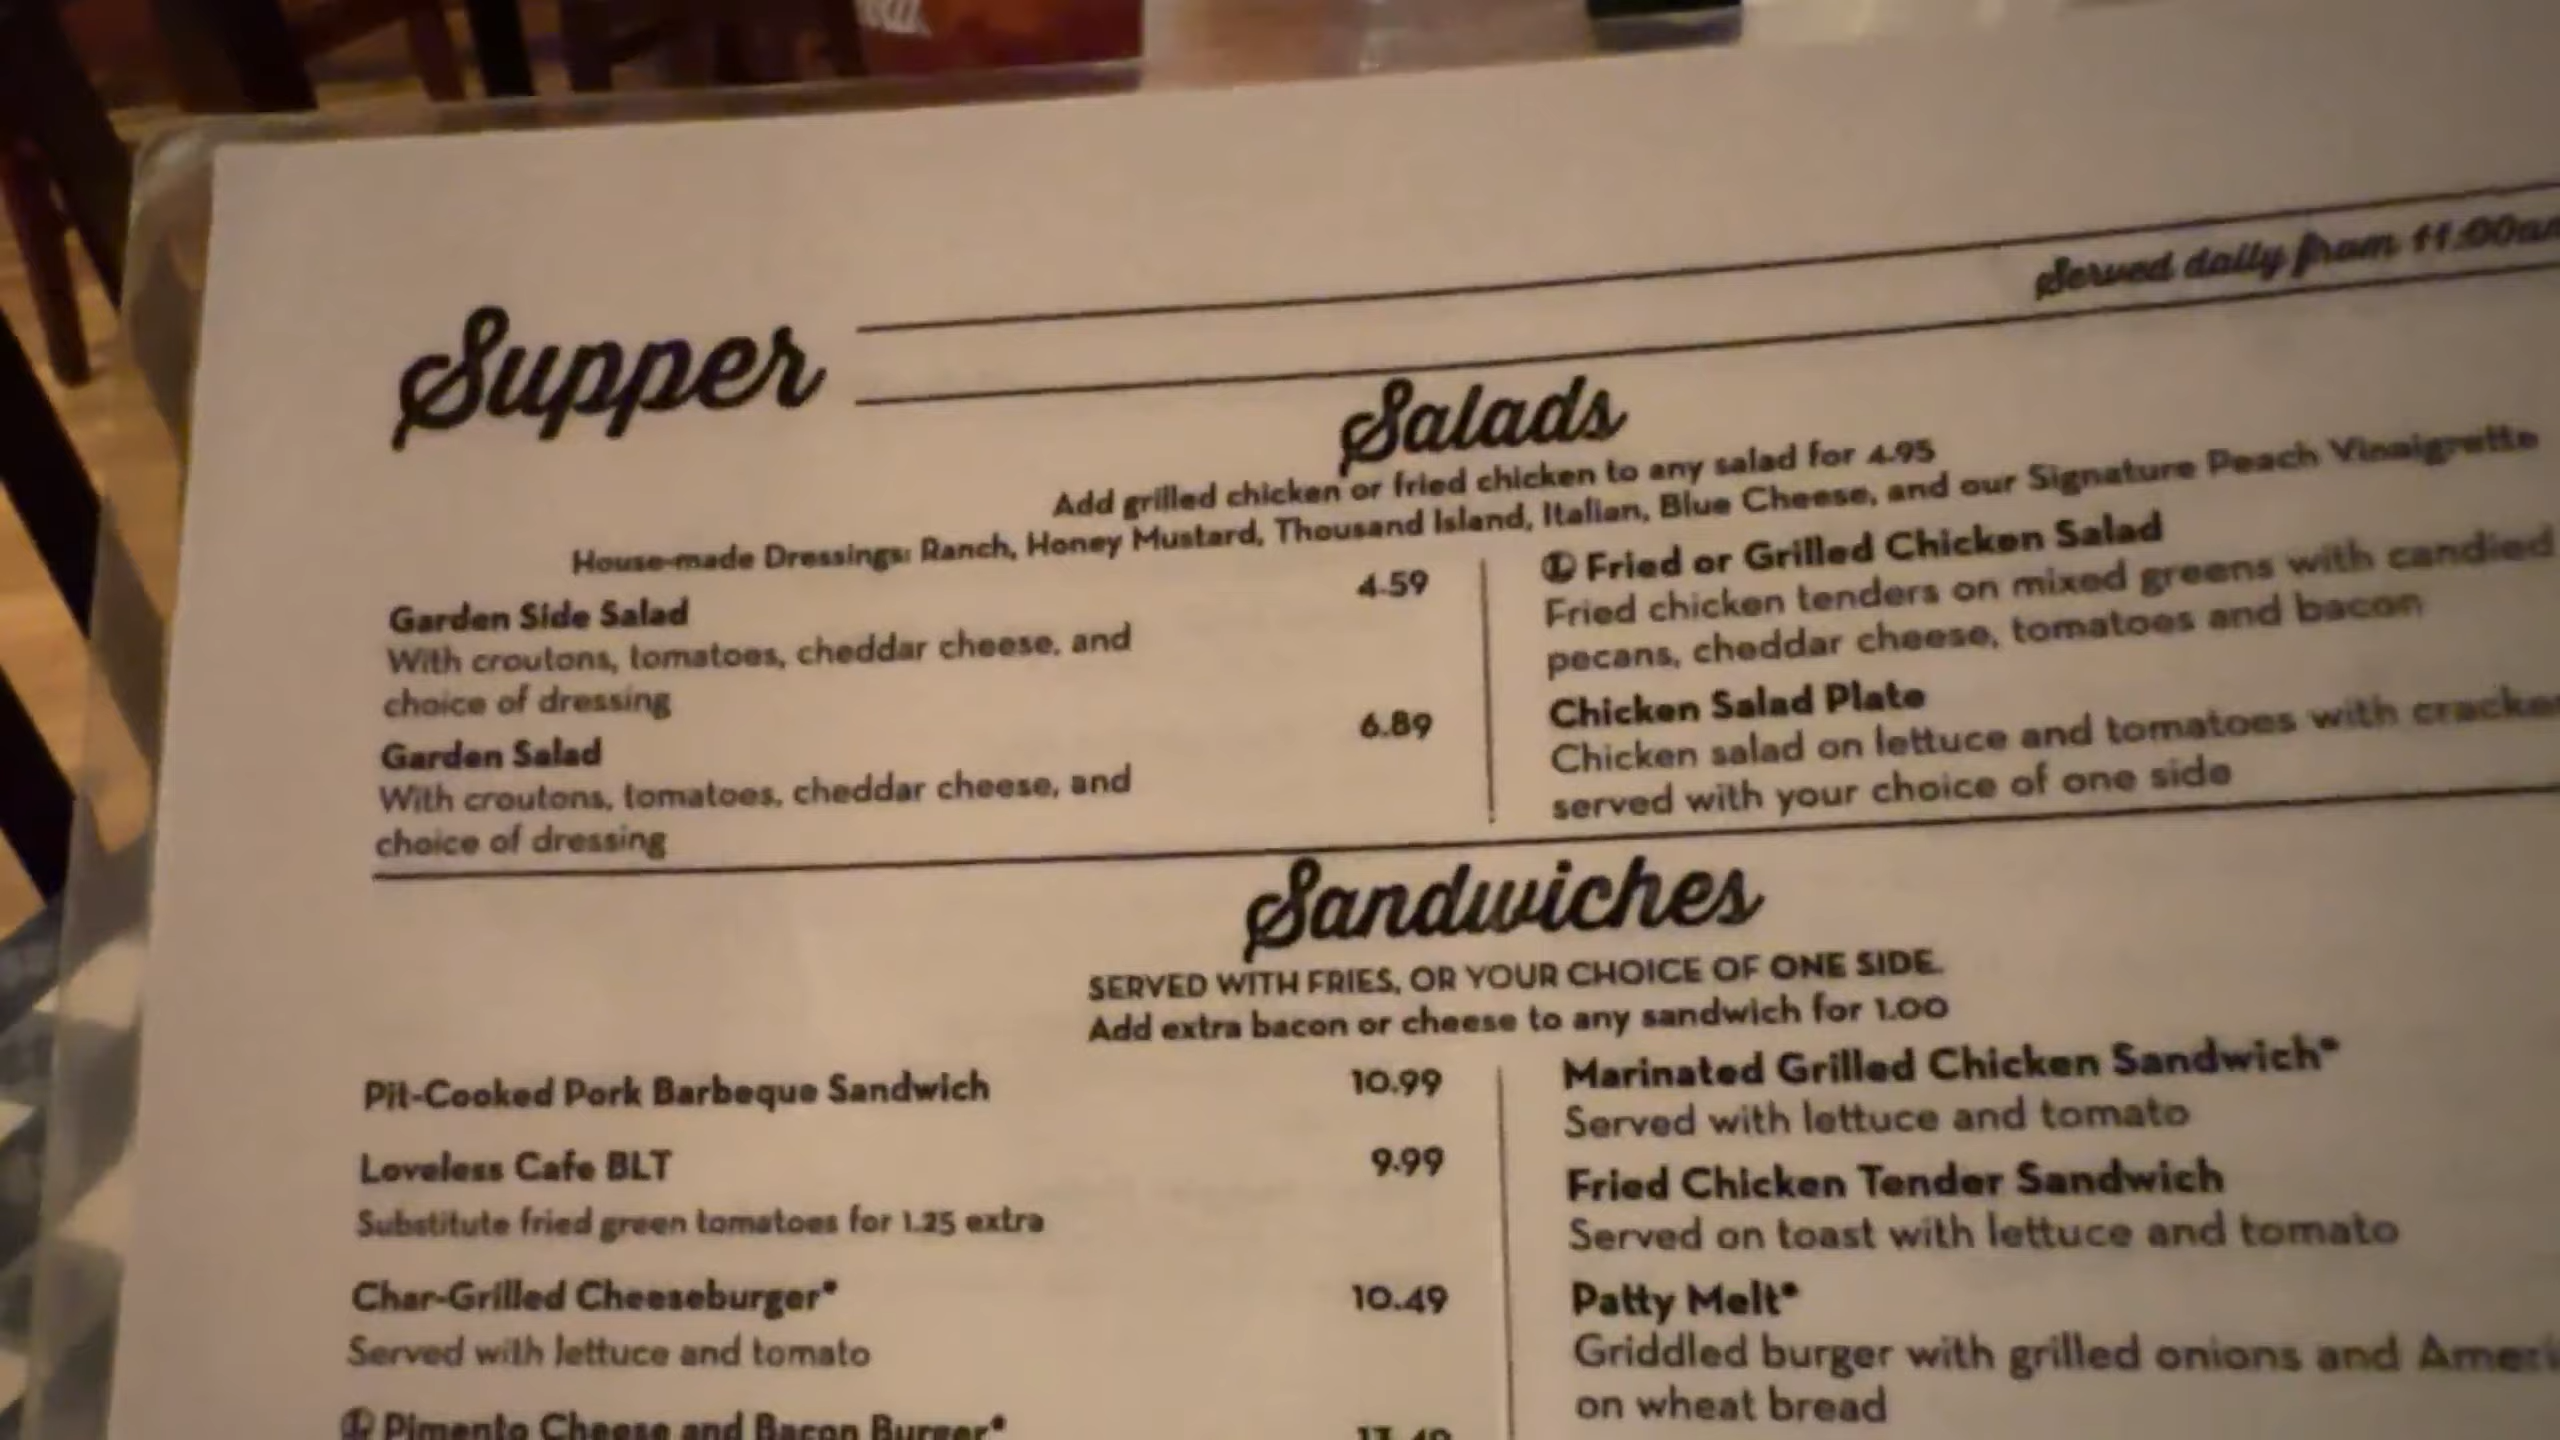 Supper
Served daily from 11:00am
Salads
Add grilled chicken or fried chicken to any salad for 4.95
House-made Dressings: Ranch, Honey Mustard, Thousand Island, Italian, Blue Cheese, and our Signature Peach Vinaigrette
Garden Side Salad 4.59
With croutons, tomatoes, cheddar cheese, and
choice of dressing
Garden Salad 6.89
With croutons, tomatoes, cheddar cheese, and
choice of dressing
Ⓛ Fried or Grilled Chicken Salad
Fried chicken tenders on mixed greens with candied
pecans, cheddar cheese, tomatoes and bacon
Chicken Salad Plate
Chicken salad on lettuce and tomatoes with
served with your choice of one side
Sandwiches
SERVED WITH FRIES, OR YOUR CHOICE OF ONE SIDE.
Add extra bacon or cheese to any sandwich for 1.00
Pit-Cooked Pork Barbeque Sandwich 10.99
Loveless Cafe BLT 9.99
Substitute fried green tomatoes for 1.25 extra
Char-Grilled Cheeseburger* 10.49
Served with lettuce and tomato
Ⓛ Pimento Cheese and Bacon Burger*
Marinated Grilled Chicken Sandwich*
Served with lettuce and tomato
Fried Chicken Tender Sandwich
Served on toast with lettuce and tomato
Patty Melt*
Griddled burger with grilled onions and
on wheat bread